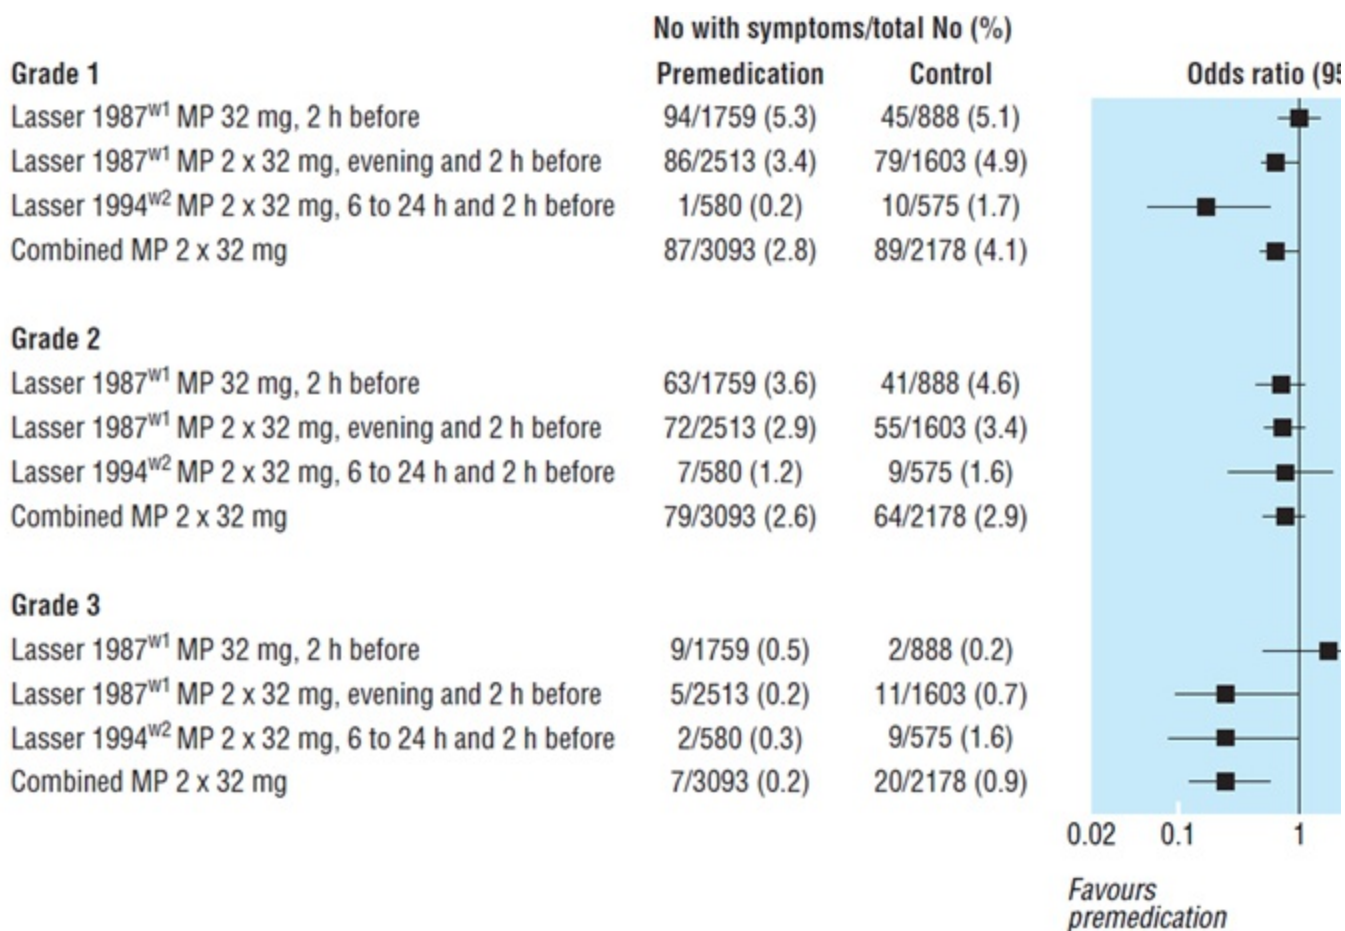 No with symptoms/total No (%)
Grade 1 Premedication Control Odds ratio (95
Lasser 1987w1 MP 32 mg, 2 h before 94/1759 (5.3) 45/888 (5.1)
Lasser 1987w1 MP 2 x 32 mg, evening and 2 h before 86/2513 (3.4) 79/1603 (4.9)
Lasser 1994w2 MP 2 x 32 mg, 6 to 24 h and 2 h before 1/580 (0.2) 10/575 (1.7)
Combined MP 2 x 32 mg 87/3093 (2.8) 89/2178 (4.1)
Grade 2
Lasser 1987w1 MP 32 mg, 2 h before 63/1759 (3.6) 41/888 (4.6)
Lasser 1987w1 MP 2 x 32 mg, evening and 2 h before 72/2513 (2.9) 55/1603 (3.4)
Lasser 1994w2 MP 2 x 32 mg, 6 to 24 h and 2 h before 7/580 (1.2) 9/575 (1.6)
Combined MP 2 x 32 mg 79/3093 (2.6) 64/2178 (2.9)
Grade 3
Lasser 1987w1 MP 32 mg, 2 h before 9/1759 (0.5) 2/888 (0.2)
Lasser 1987w1 MP 2 x 32 mg, evening and 2 h before 5/2513 (0.2) 11/1603 (0.7)
Lasser 1994w2 MP 2 x 32 mg, 6 to 24 h and 2 h before 2/580 (0.3) 9/575 (1.6)
Combined MP 2 x 32 mg 7/3093 (0.2) 20/2178 (0.9)
0.02 0.1 1
Favours
premedication